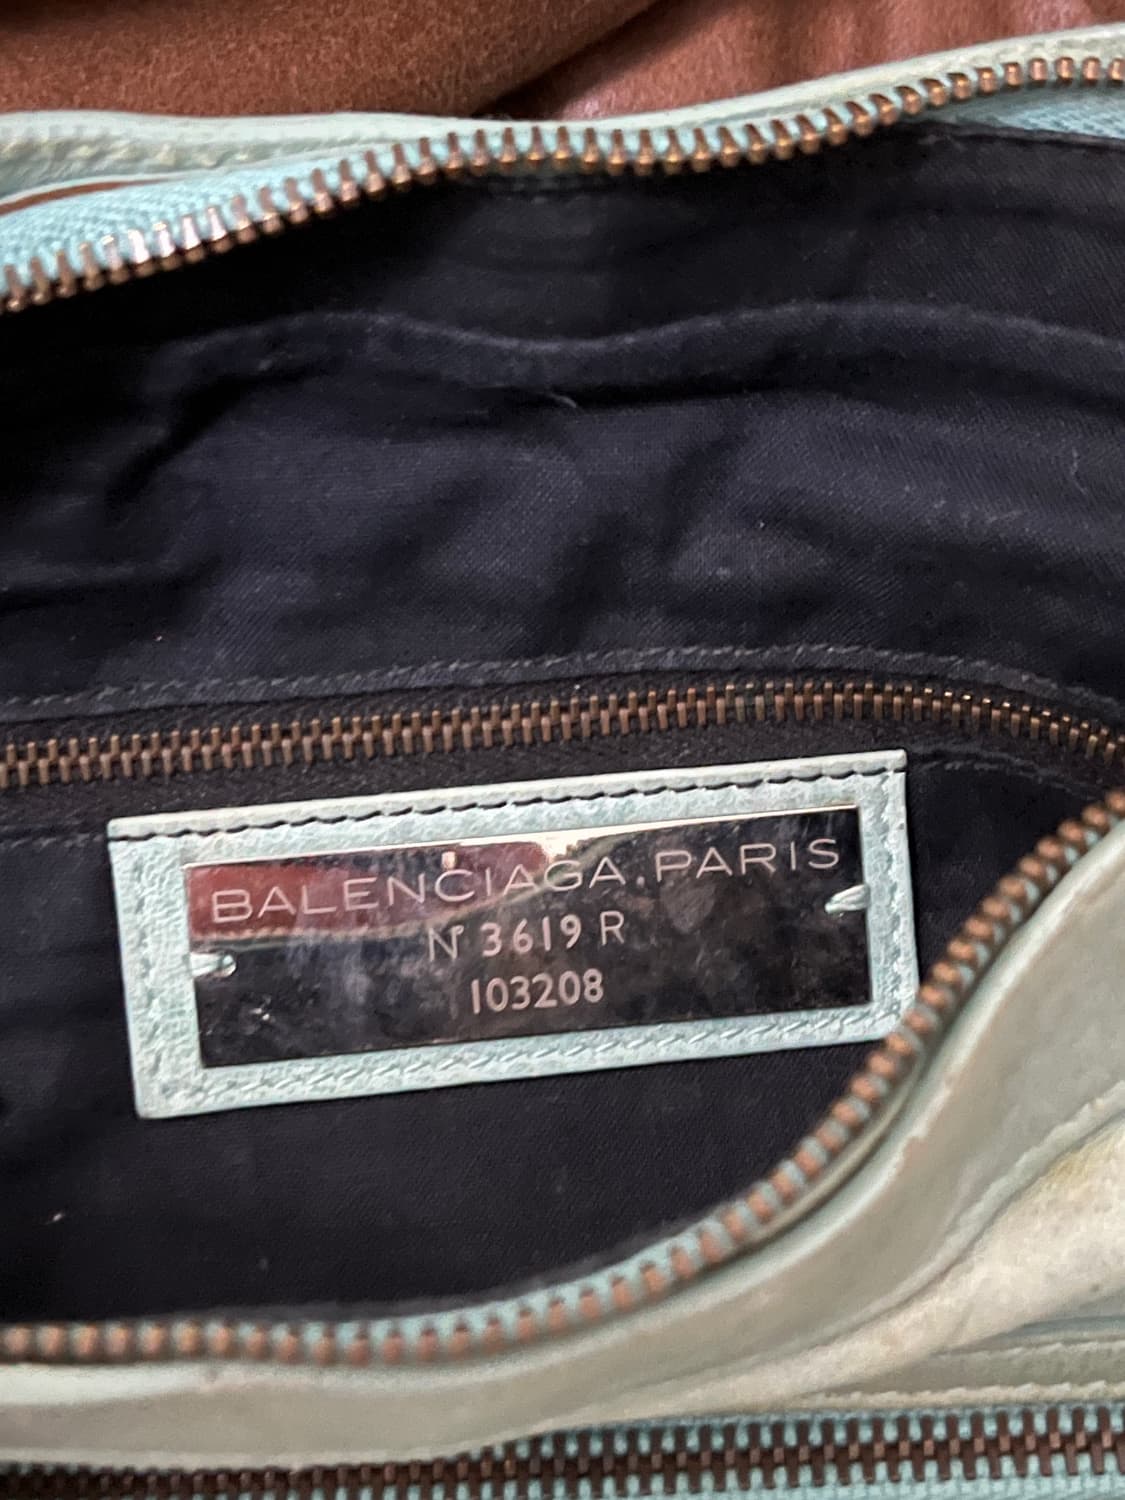 BALENCIAGA.PARIS
N° 3619 R
103208